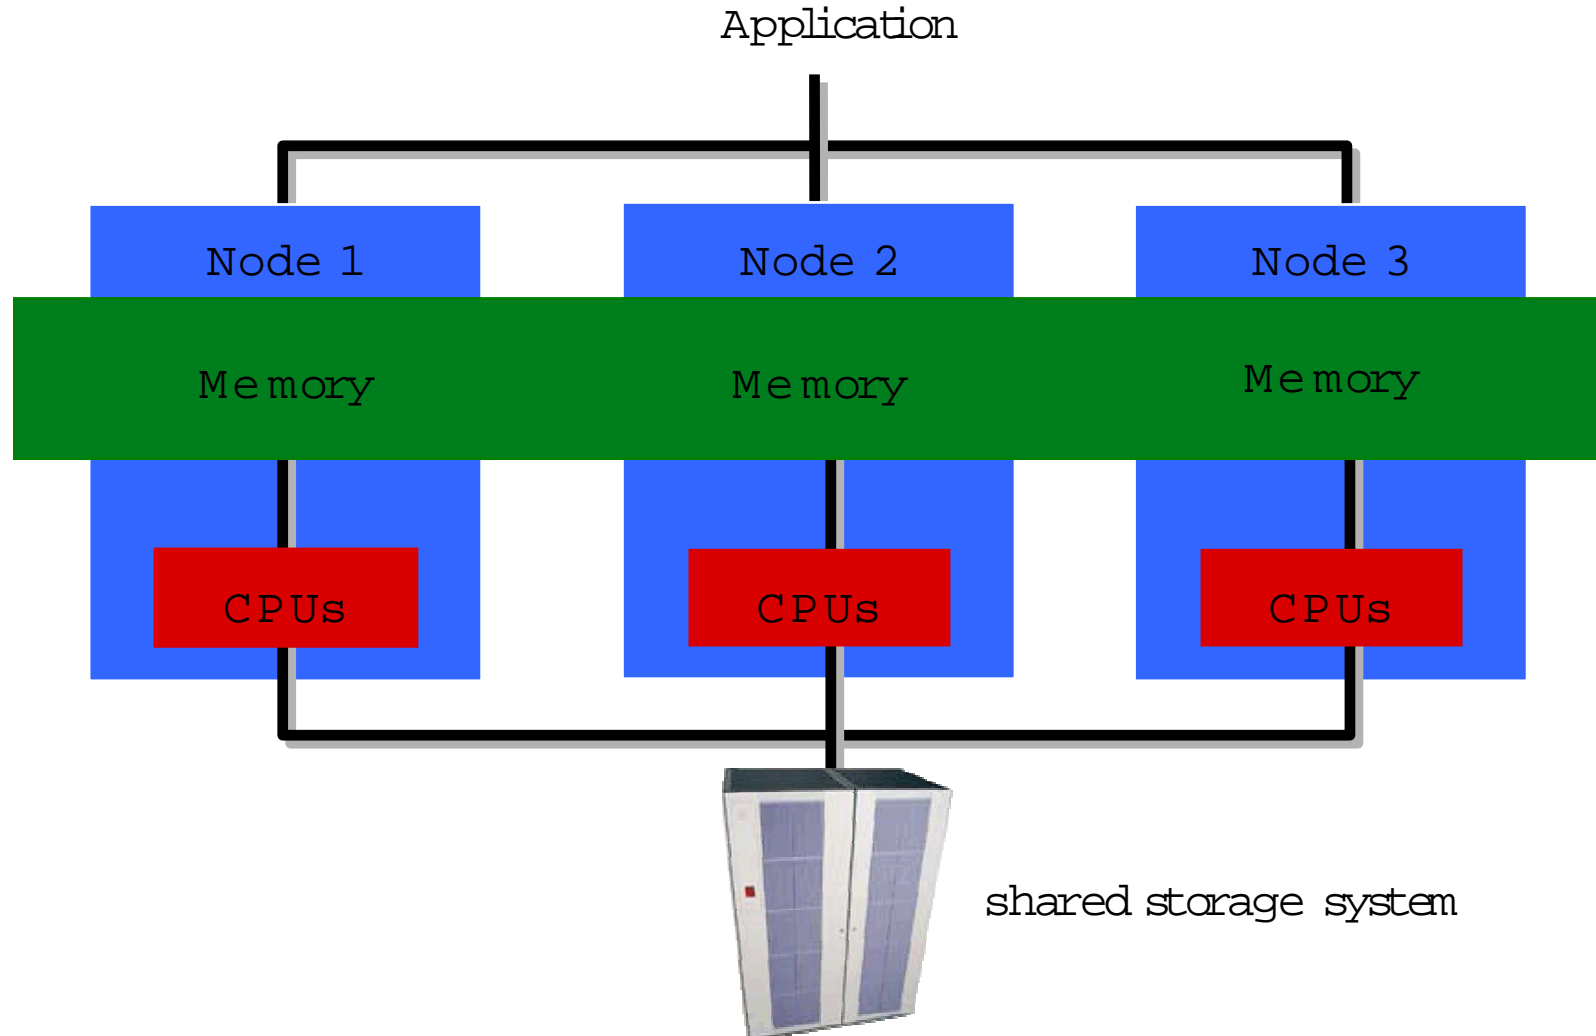 Application
Node 1
Node 2
Node 3
Memory
Memory
Memory
CPUs
CPUs
CPUs
shared storage system